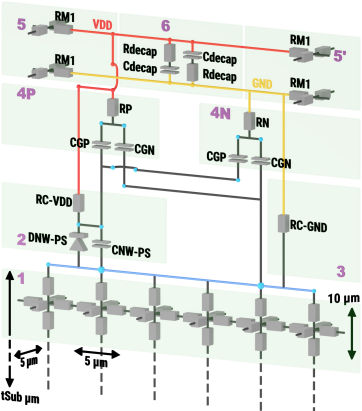 5 RM1 VDD 6
Rdecap Cdecap RM1
5'
RM1 Cdecap Rdecap GND RM1
4P RP 4N RN
CGP CGN CGP CGN
RC-VDD RC-GND
2 DNW-PS CNW-PS 3
1
10 µm
5 µm 5 µm
tSub µm